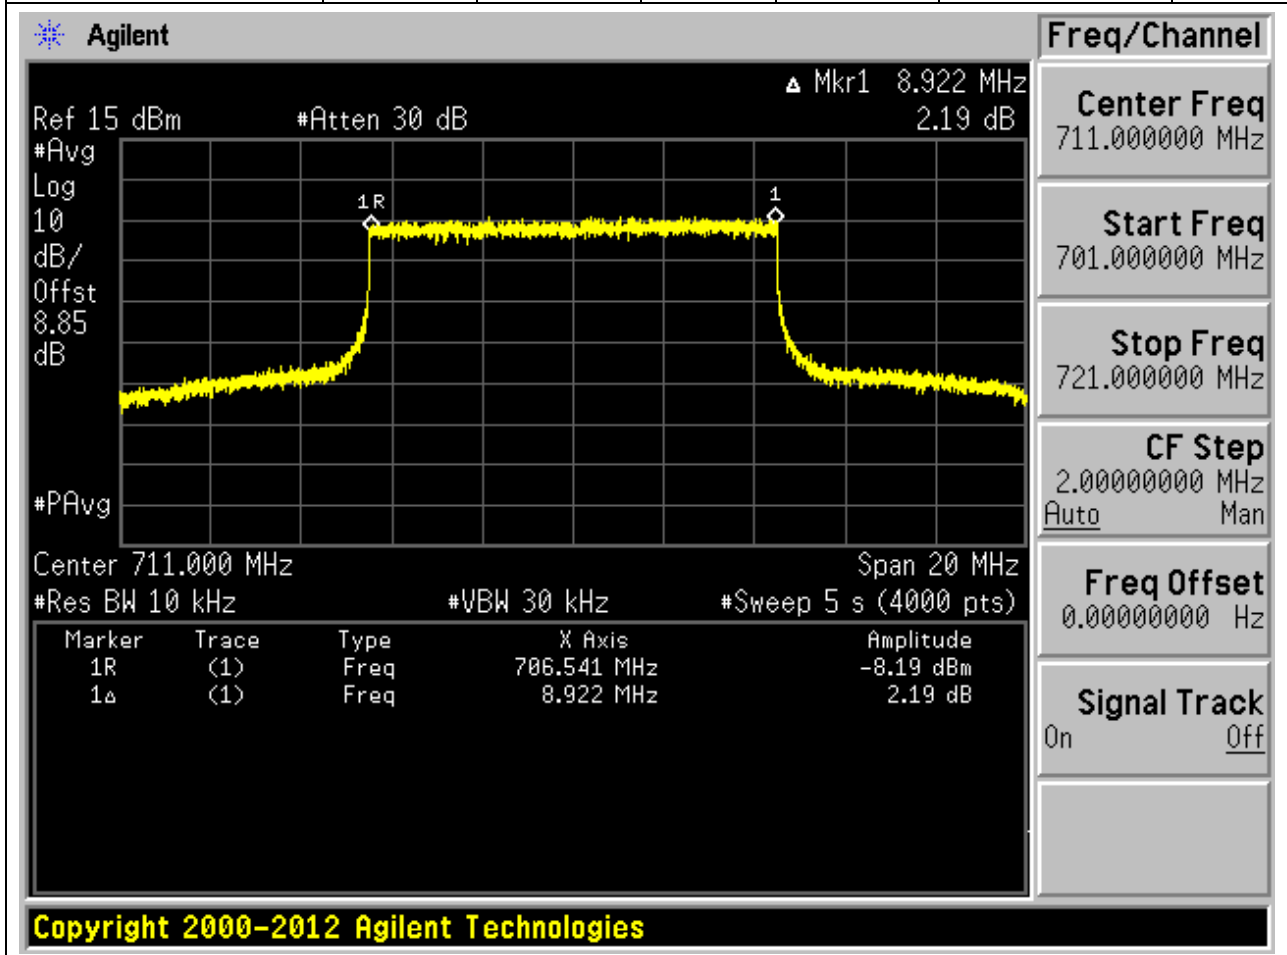 Agilent
Freq/Channel
Δ Mkr1 8.922 MHz
Ref 15 dBm #Atten 30 dB 2.19 dB
#Avg
Log
10
dB/
Offst
8.85
dB
1R
1
#PAvg
Center 711.000 MHz Span 20 MHz
#Res BW 10 kHz #VBW 30 kHz #Sweep 5 s (4000 pts)
Marker Trace Type X Axis Amplitude
1R (1) Freq 706.541 MHz -8.19 dBm
1Δ (1) Freq 8.922 MHz 2.19 dB
Center Freq
711.000000 MHz
Start Freq
701.000000 MHz
Stop Freq
721.000000 MHz
CF Step
2.00000000 MHz
Auto Man
Freq Offset
0.00000000 Hz
Signal Track
On Off
Copyright 2000-2012 Agilent Technologies